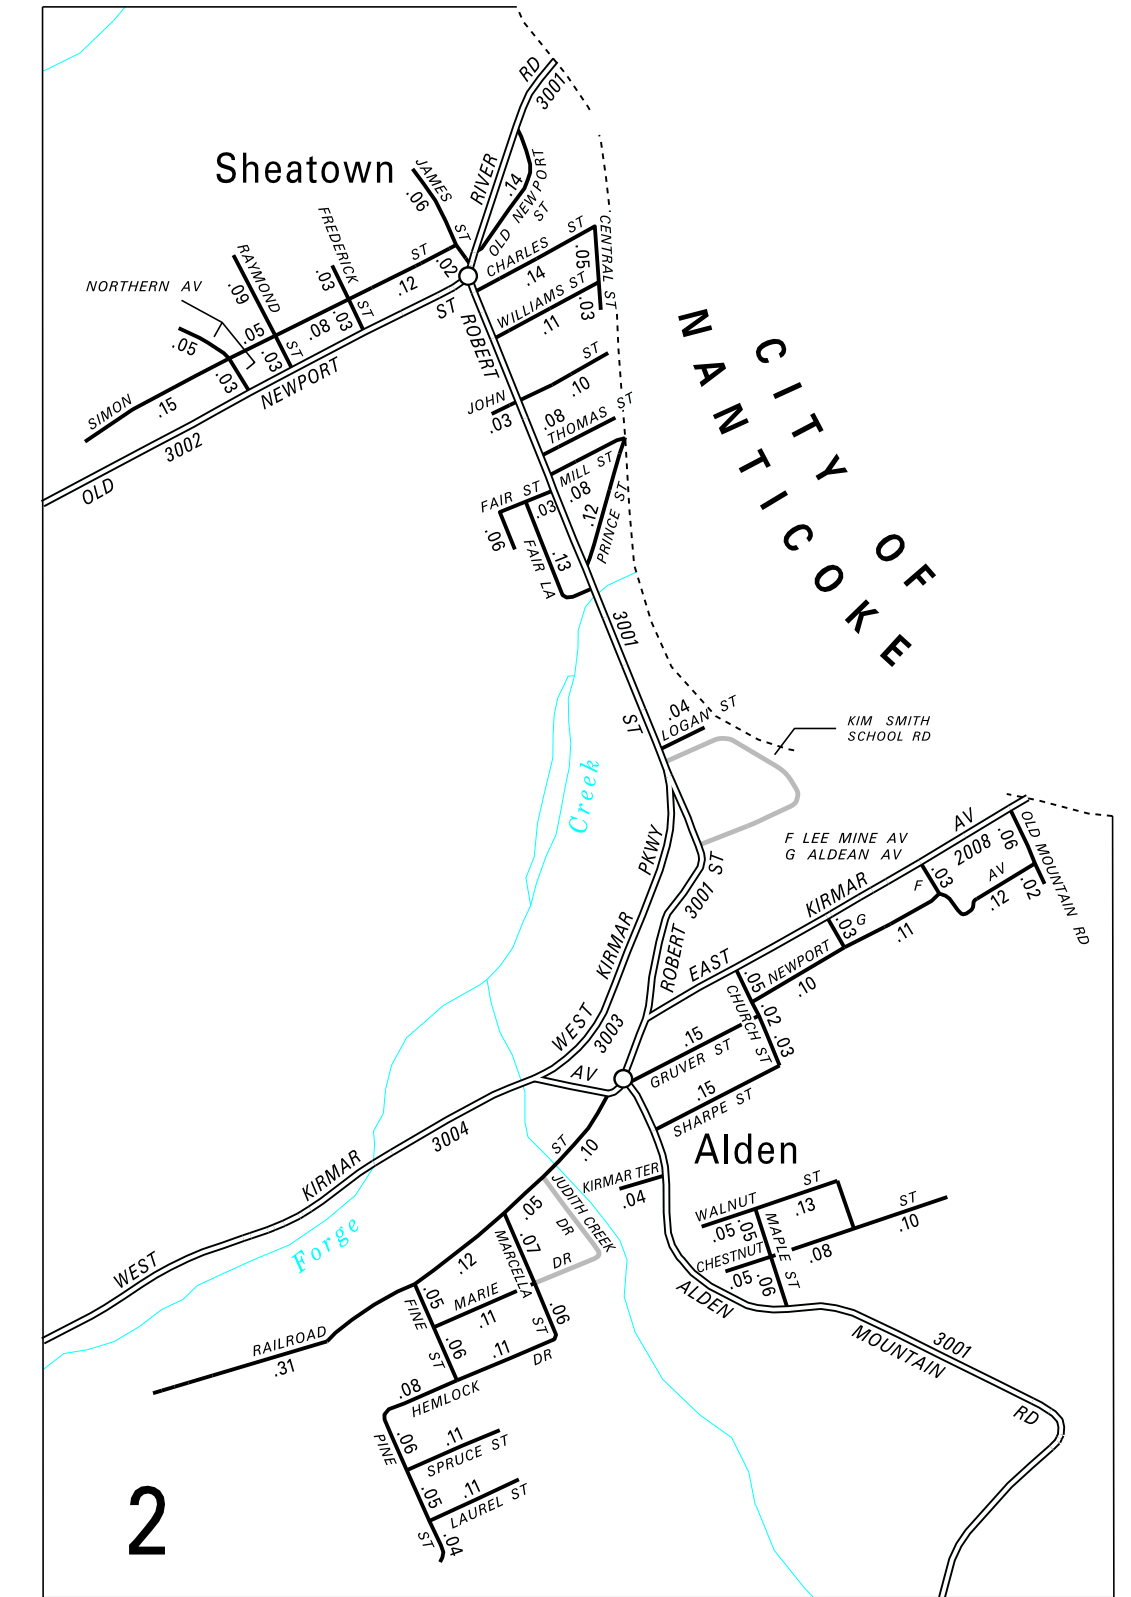 RIVER RD
3001
Sheatown
JAMES ST
.06
.14
OLD NEWPORT ST
FREDERICK ST
.03
.03
RAYMOND ST
.09
.03
NORTHERN AV
.05
.03
SIMON ST
.15
.05
.08
.12
.02
OLD NEWPORT ST
3002
CHARLES ST
.14
CENTRAL ST
.05
.03
WILLIAMS ST
.11
ROBERT ST
JOHN ST
.03
.10
THOMAS ST
.08
MILL ST
.08
PRINCE ST
.12
FAIR ST
.03
.06
FAIR LA
.13
3001
CITY OF
NANTICOKE
LOGAN ST
.04
KIM SMITH
SCHOOL RD
Creek
F LEE MINE AV
G ALDEAN AV
WEST KIRMAR PKWY
3003
ROBERT ST
3001
EAST KIRMAR AV
2008
OLD MOUNTAIN RD
.06
.02
F
.03
G
.03
NEWPORT AV
.10
.11
.12
CHURCH ST
.05
.02
.03
GRUVER ST
.15
SHARPE ST
.15
Alden
WEST KIRMAR AV
3004
Forge
KIRMAR TER
.04
WALNUT ST
.05
.13
MAPLE ST
.05
.06
CHESTNUT ST
.05
.08
.10
ALDEN MOUNTAIN RD
3001
RAILROAD ST
.31
.12
.05
.10
JUDITH CREEK DR
MARCELLA ST
.07
.06
MARIE DR
.11
FINE ST
.05
.06
HEMLOCK DR
.08
.11
PINE ST
.06
.05
.04
SPRUCE ST
.11
LAUREL ST
.11
2